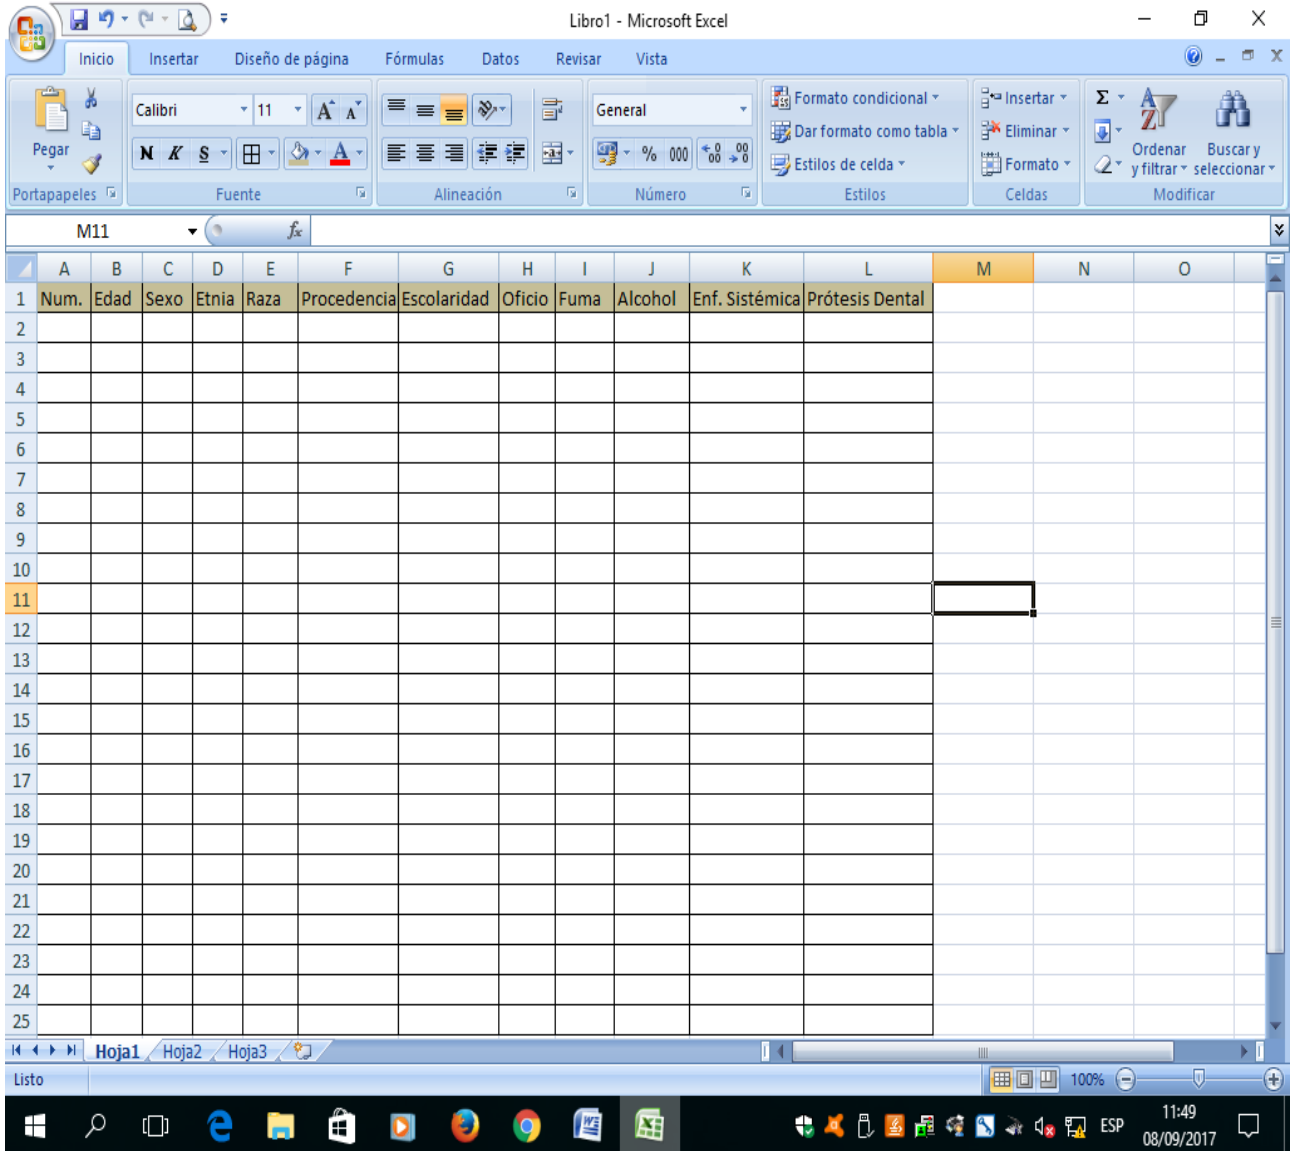 Libro1 - Microsoft Excel
Inicio Insertar Diseño de página Fórmulas Datos Revisar Vista
Pegar
Portapapeles
Calibri 11
N K S
Fuente
Alineación
General
% 000
Número
Formato condicional
Dar formato como tabla
Estilos de celda
Estilos
Insertar
Eliminar
Formato
Celdas
Σ
Ordenar y filtrar
Buscar y seleccionar
Modificar
M11 fx
A B C D E F G H I J K L M N O
1 Num. Edad Sexo Etnia Raza Procedencia Escolaridad Oficio Fuma Alcohol Enf. Sistémica Prótesis Dental
2
3
4
5
6
7
8
9
10
11
12
13
14
15
16
17
18
19
20
21
22
23
24
25
Hoja1 Hoja2 Hoja3
Listo 100%
ESP 11:49
08/09/2017